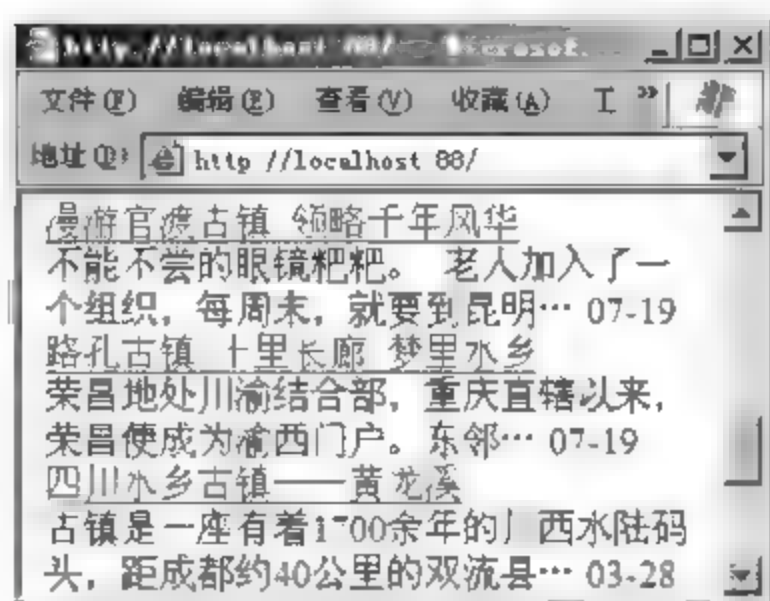 http://localhost:88/ - Microsof...
文件(F) 编辑(E) 查看(V) 收藏(A) 工 »
地址(D) http://localhost 88/
漫游官渡古镇 领略千年风华
不能不尝的眼镜粑粑。 老人加入了一
个组织，每周末，就要到昆明… 07-19
路孔古镇 十里长廊 梦里水乡
荣昌地处川渝结合部，重庆直辖以来，
荣昌便成为渝西门户。东邻… 07-19
四川水乡古镇——黄龙溪
古镇是一座有着1700余年的川西水陆码
头，距成都约40公里的双流县… 03-28